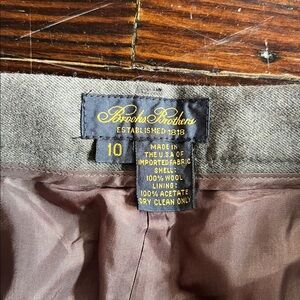 Brooks Brothers
ESTABLISHED 1818
10
MADE IN
THE U.S.A OF
IMPORTED FABRIC
SHELL:
100% WOOL
LINING:
100% ACETATE
DRY CLEAN ONLY